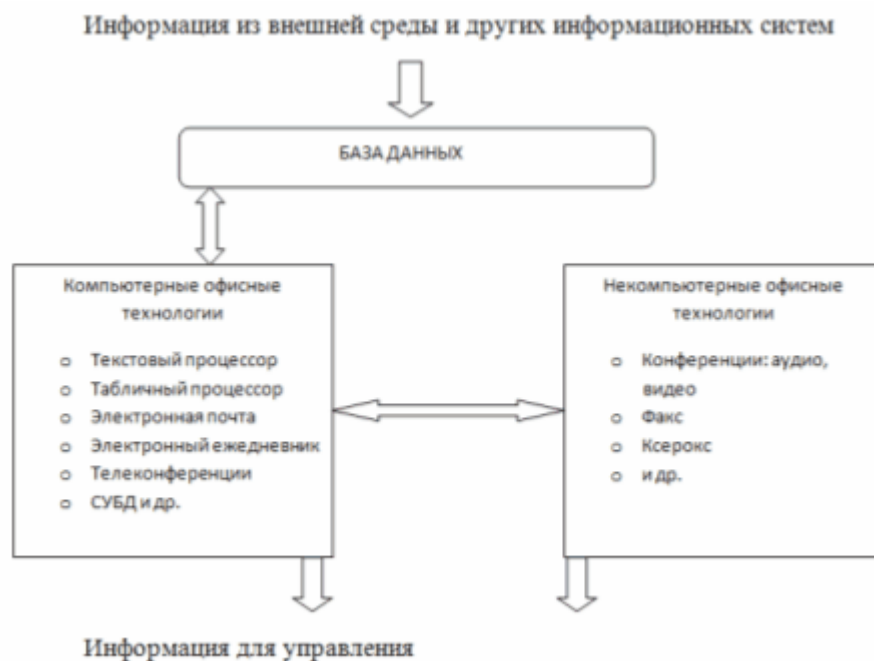 Информация из внешней среды и других информационных систем
БАЗА ДАННЫХ
Компьютерные офисные
технологии
o Текстовый процессор
o Табличный процессор
o Электронная почта
o Электронный ежедневник
o Телеконференции
o СУБД и др.
Некомпьютерные офисные
технологии
o Конференции: аудио,
видео
o Факс
o Ксерокс
o и др.
Информация для управления